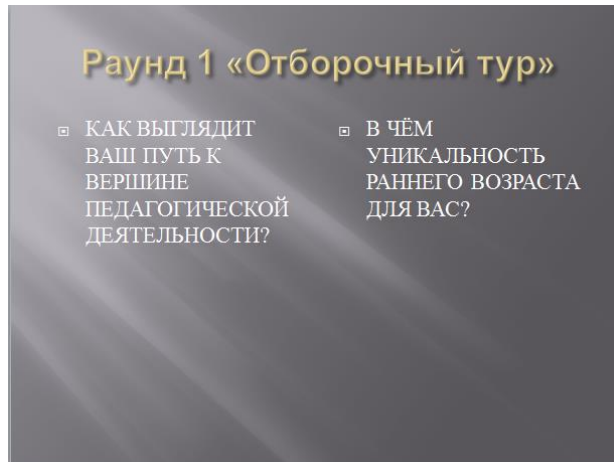 Раунд 1 «Отборочный тур»
КАК ВЫГЛЯДИТ
ВАШ ПУТЬ К
ВЕРШИНЕ
ПЕДАГОГИЧЕСКОЙ
ДЕЯТЕЛЬНОСТИ?
В ЧЁМ
УНИКАЛЬНОСТЬ
РАННЕГО ВОЗРАСТА
ДЛЯ ВАС?